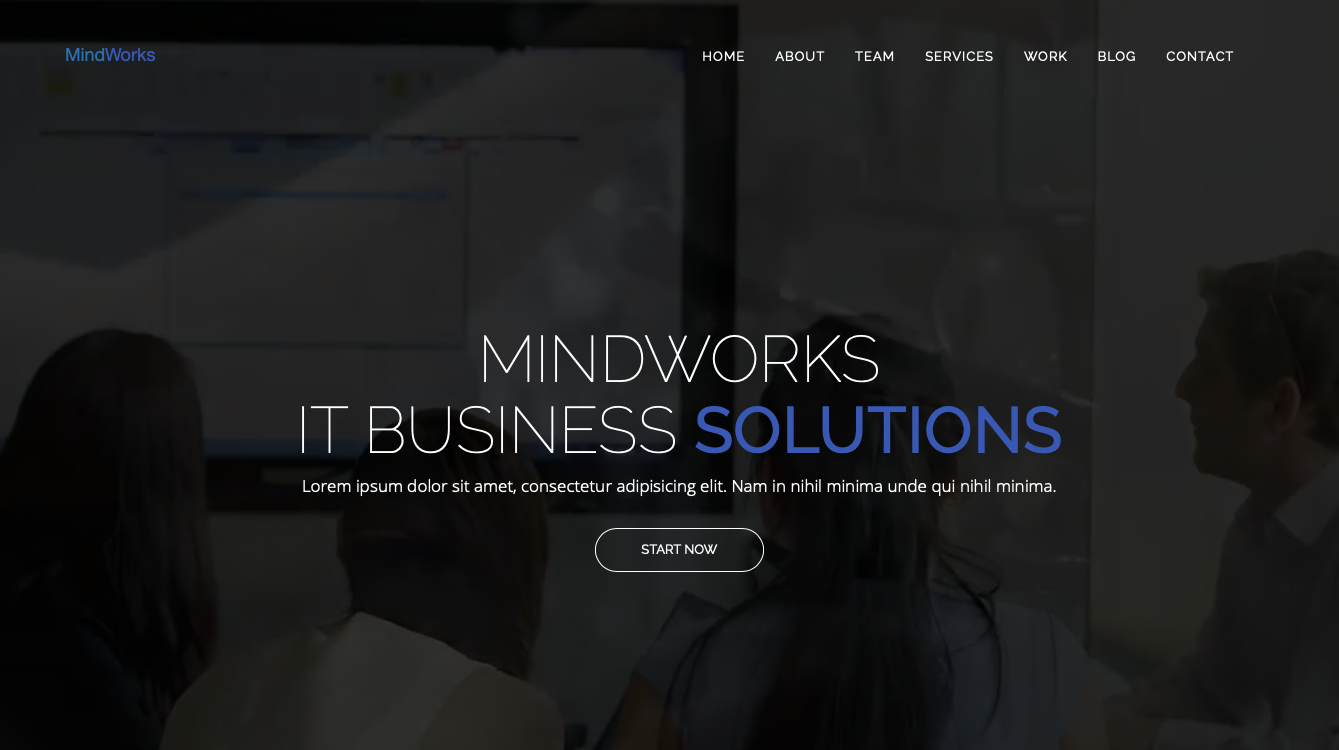 MindWorks
HOME ABOUT TEAM SERVICES WORK BLOG CONTACT
MINDWORKS
IT BUSINESS SOLUTIONS
Lorem ipsum dolor sit amet, consectetur adipisicing elit. Nam in nihil minima unde qui nihil minima.
START NOW